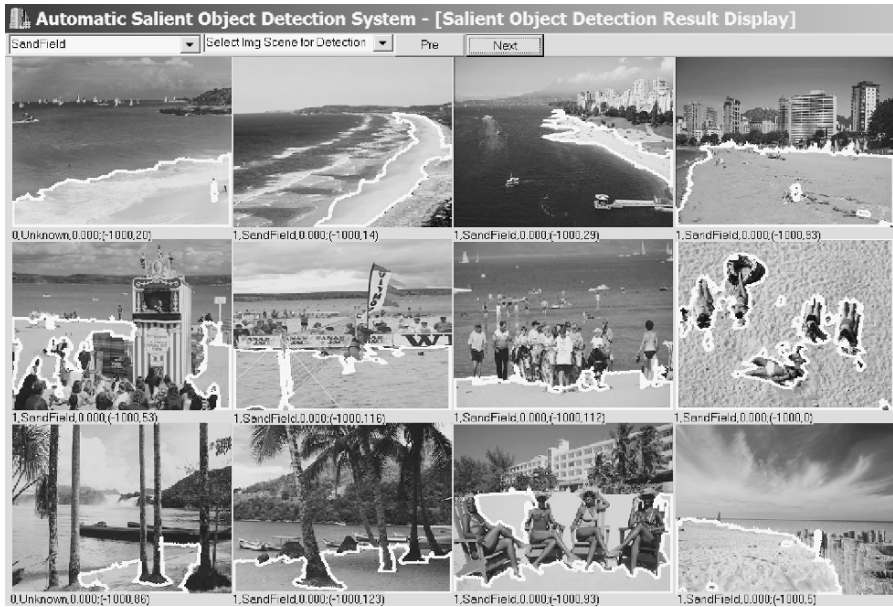 Automatic Salient Object Detection System - [Salient Object Detection Result Display]
SandField Select Img Scene for Detection Pre Next
0,Unknown,0.000;(-1000,20) 1,SandField,0.000;(-1000,14) 1,SandField,0.000;(-1000,29) 1,SandField,0.000;(-1000,93)
1,SandField,0.000;(-1000,53) 1,SandField,0.000;(-1000,116) 1,SandField,0.000;(-1000,112) 1,SandField,0.000;(-1000,0)
0,Unknown,0.000;(-1000,86) 1,SandField,0.000;(-1000,123) 1,SandField,0.000;(-1000,93) 1,SandField,0.000;(-1000,5)